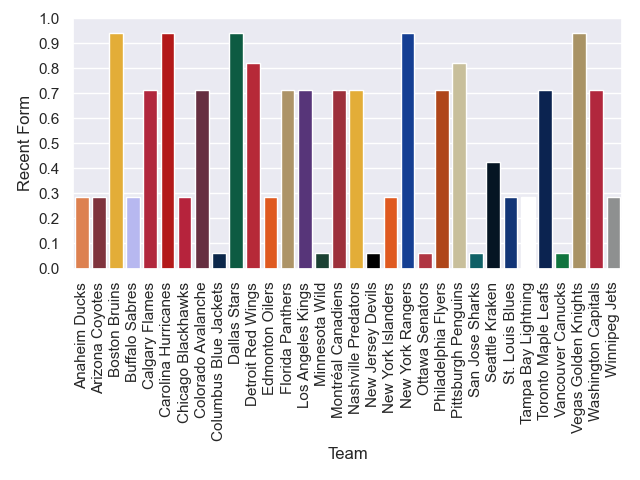 1.0
0.9
0.8
0.7
0.6
0.5
0.4
0.3
0.2
0.1
0.0
Recent Form
Anaheim Ducks
Arizona Coyotes
Boston Bruins
Buffalo Sabres
Calgary Flames
Carolina Hurricanes
Chicago Blackhawks
Colorado Avalanche
Columbus Blue Jackets
Dallas Stars
Detroit Red Wings
Edmonton Oilers
Florida Panthers
Los Angeles Kings
Minnesota Wild
Montréal Canadiens
Nashville Predators
New Jersey Devils
New York Islanders
New York Rangers
Ottawa Senators
Philadelphia Flyers
Pittsburgh Penguins
San Jose Sharks
Seattle Kraken
St. Louis Blues
Tampa Bay Lightning
Toronto Maple Leafs
Vancouver Canucks
Vegas Golden Knights
Washington Capitals
Winnipeg Jets
Team